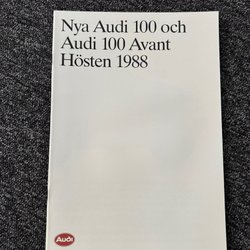 Nya Audi 100 och
Audi 100 Avant
Hösten 1988
Audi